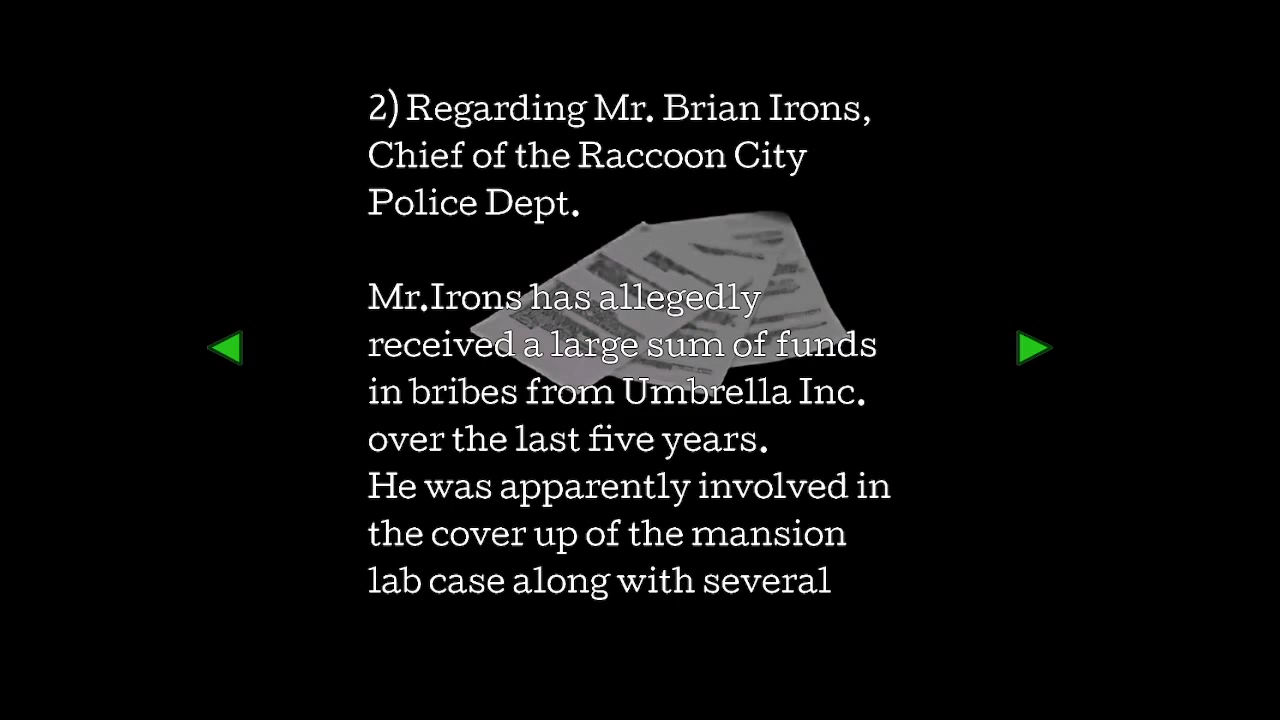 2) Regarding Mr. Brian Irons,
Chief of the Raccoon City
Police Dept.
Mr.Irons has allegedly
received a large sum of funds
in bribes from Umbrella Inc.
over the last five years.
He was apparently involved in
the cover up of the mansion
lab case along with several